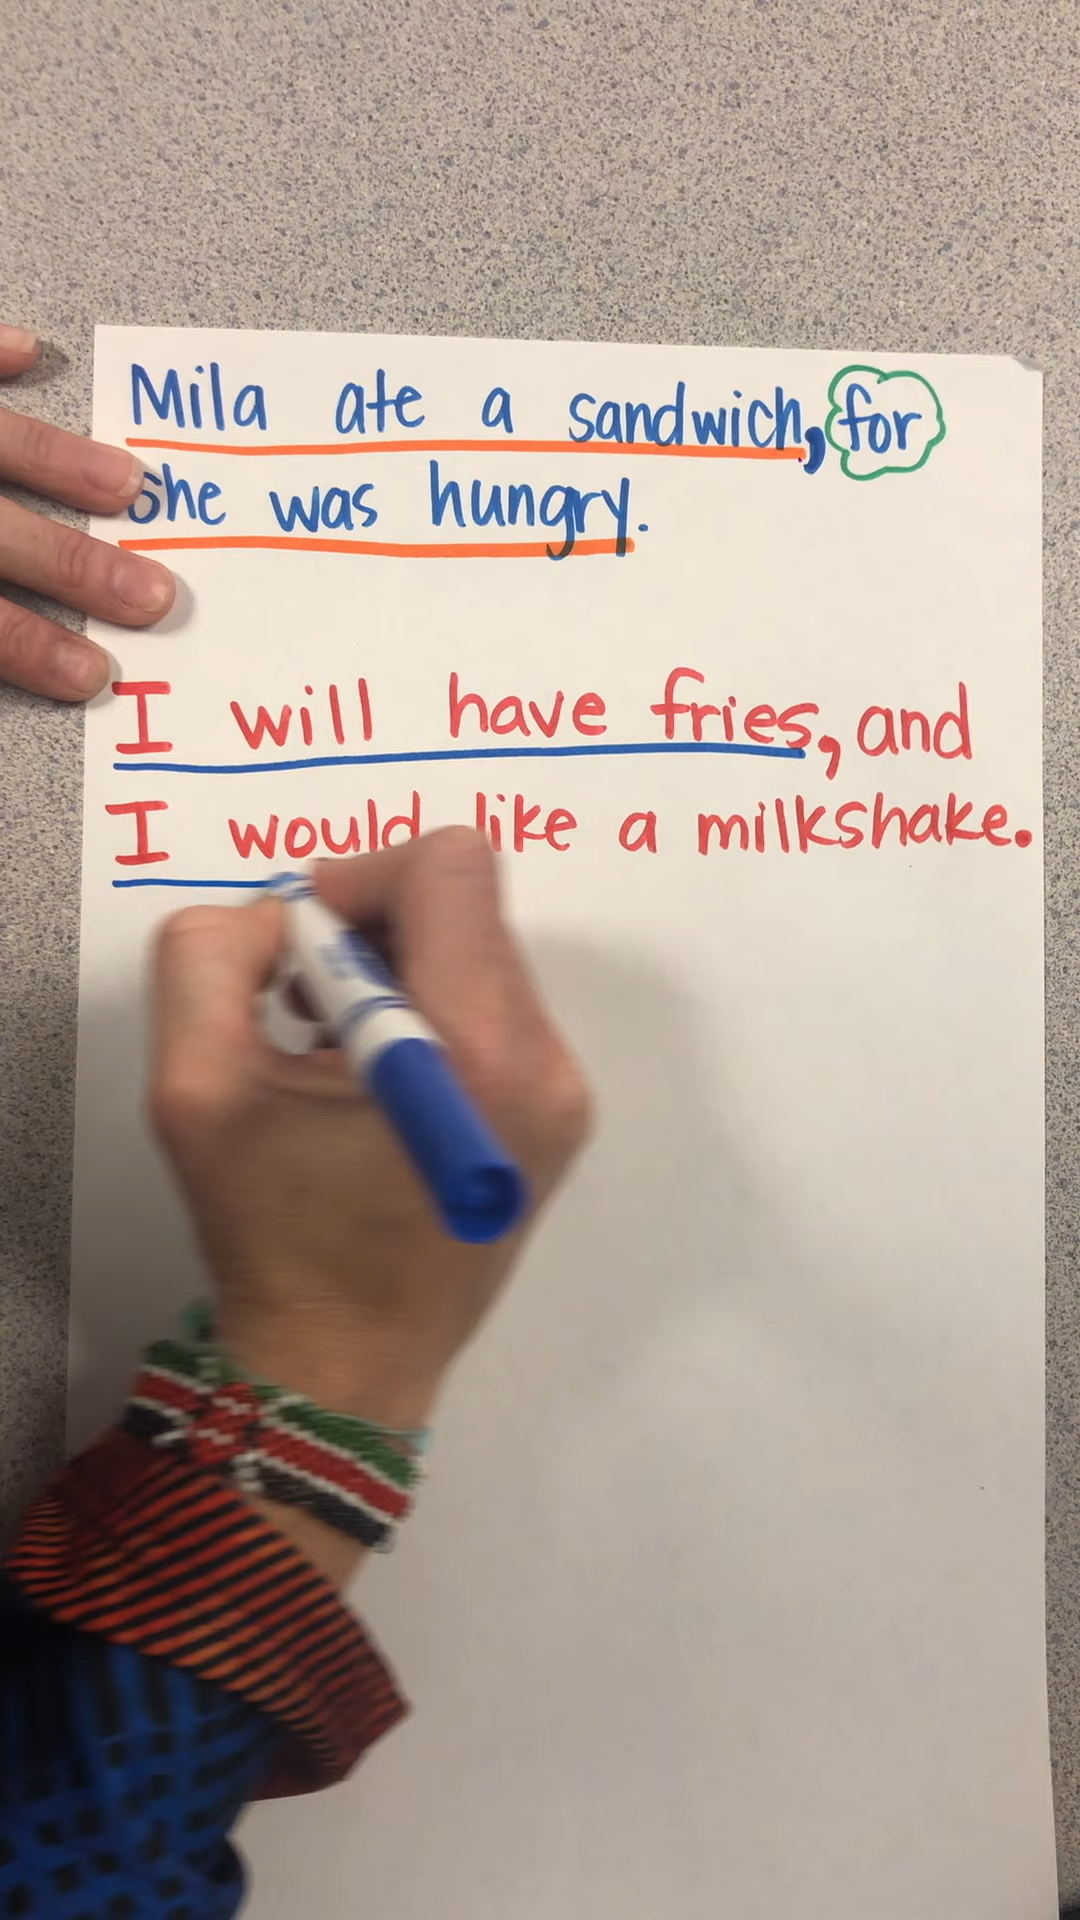 Mila ate a sandwich, for
she was hungry.
I will have fries, and
I would like a milkshake.